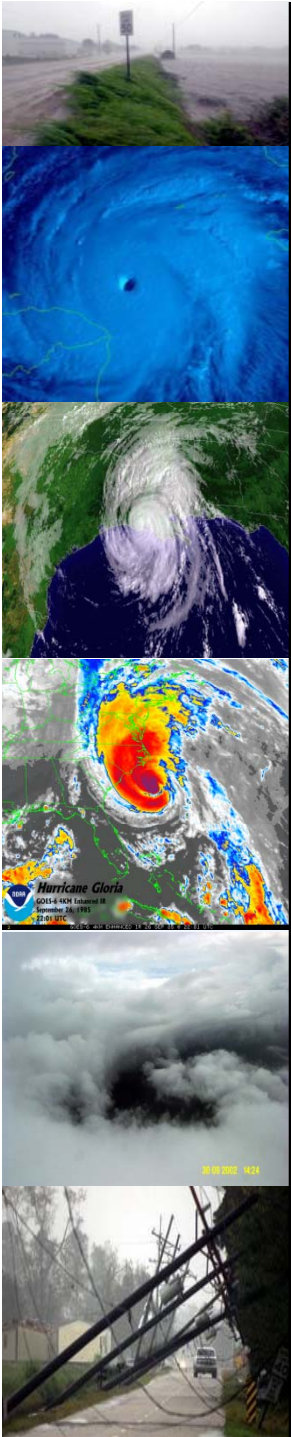 NOAA
Hurricane Gloria
GOES-6 4KM Enhanced IR
September 26, 1985
22:01 UTC
30 09 2002 14:24